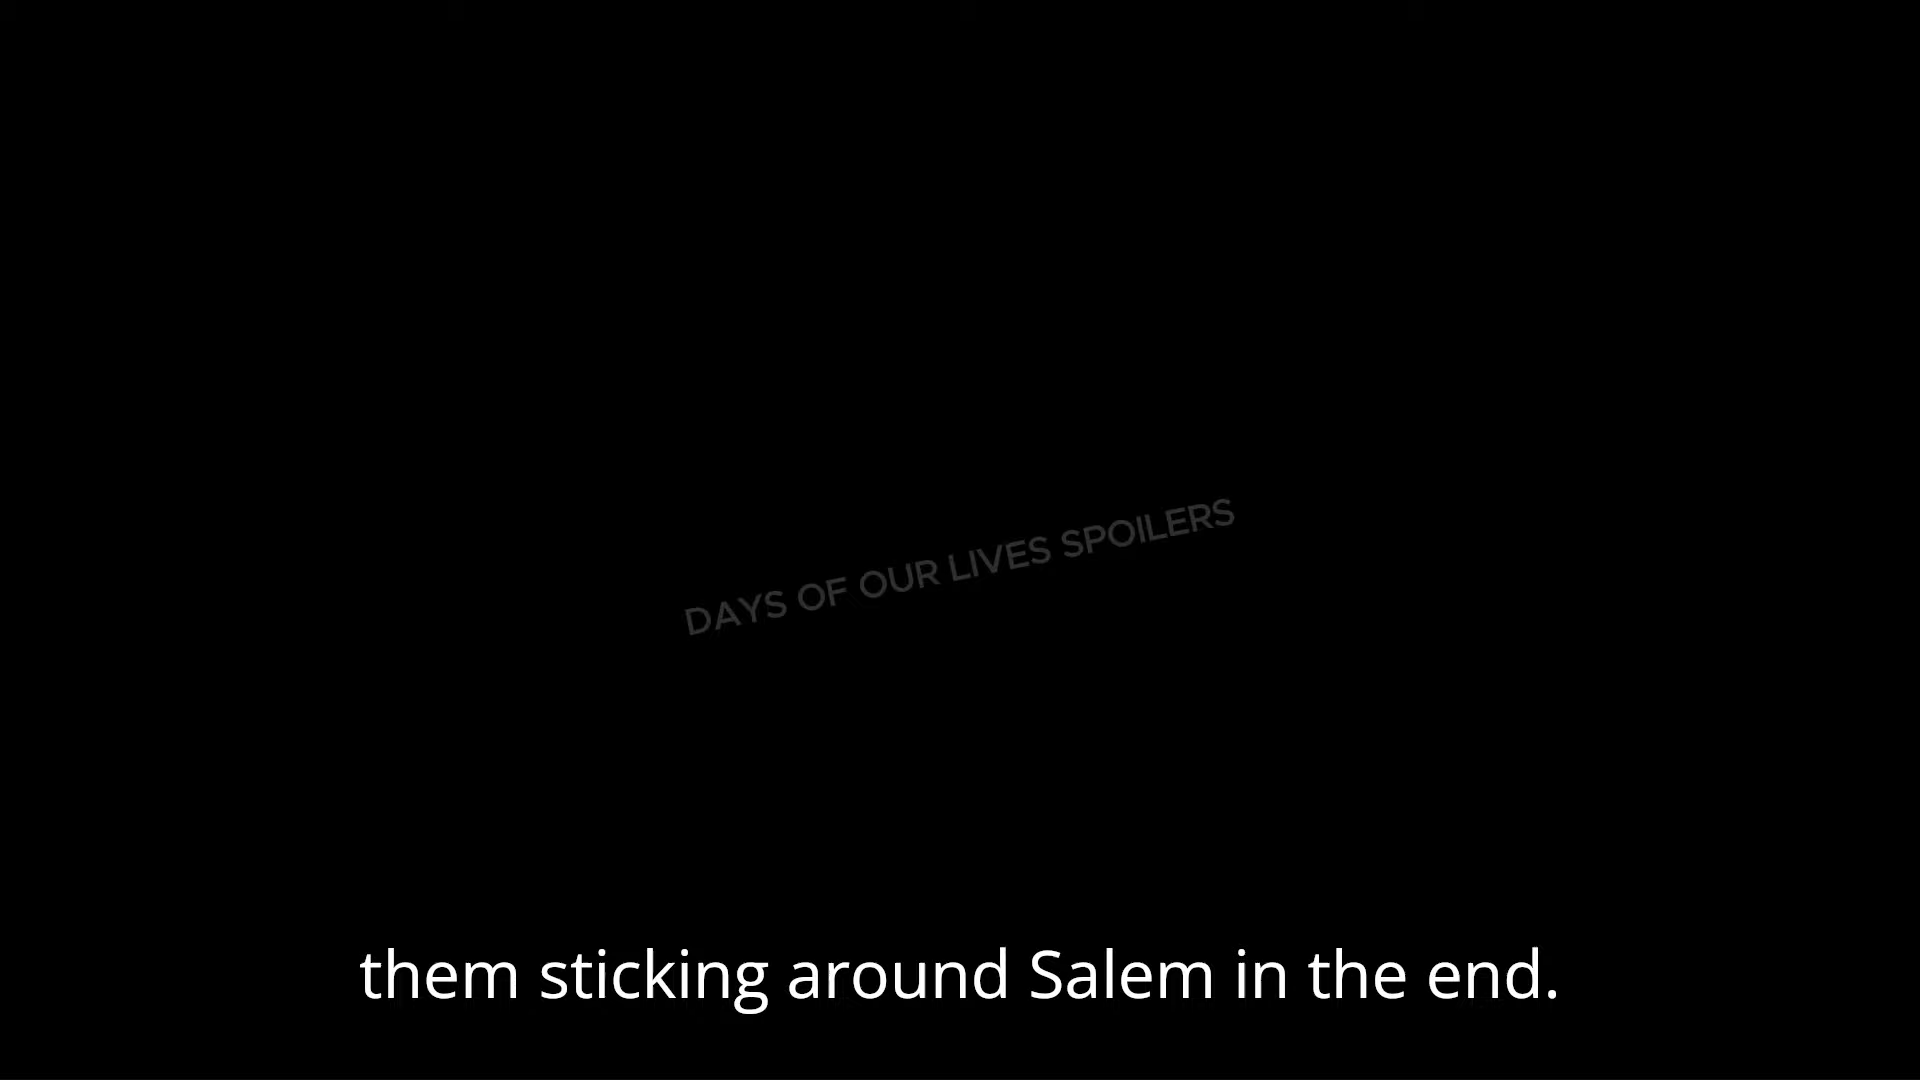 DAYS OF OUR LIVES SPOILERS
them sticking around Salem in the end.